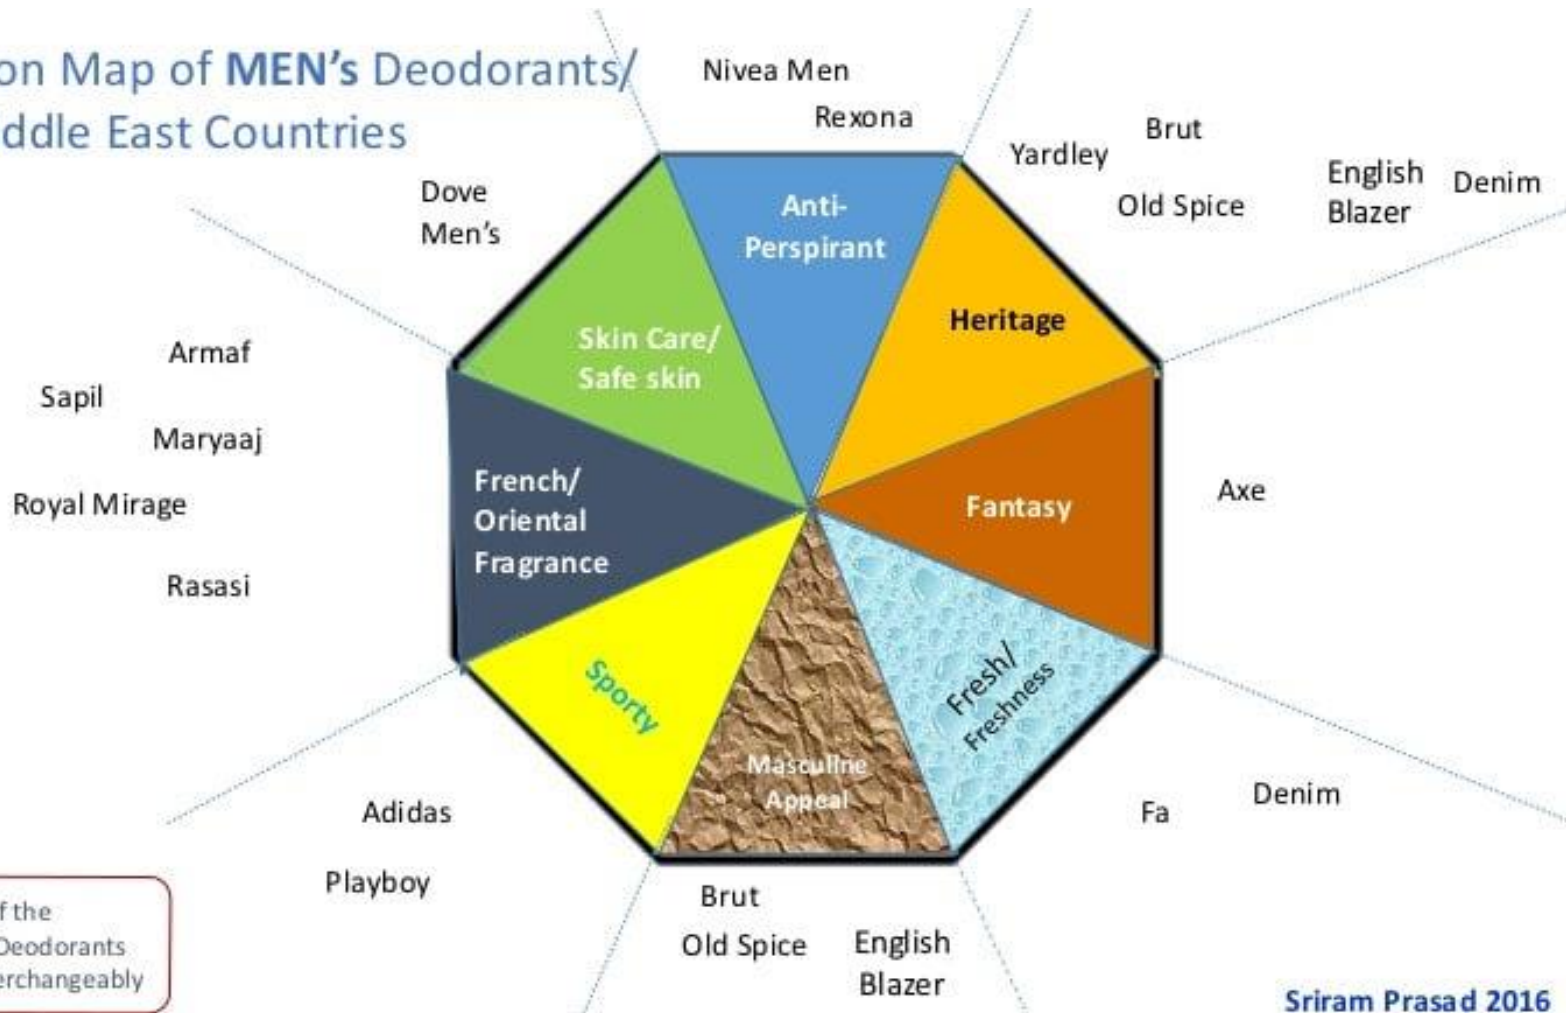 on Map of MEN's Deodorants/
ddle East Countries
Nivea Men
Rexona
Yardley
Brut
Old Spice
English
Blazer
Denim
Dove
Men's
Anti-
Perspirant
Heritage
Skin Care/
Safe skin
Armaf
Sapil
Maryaaj
Royal Mirage
Rasasi
French/
Oriental
Fragrance
Fantasy
Axe
Sporty
Masculine
Appeal
Fresh/
Freshness
Adidas
Playboy
Fa
Denim
Brut
Old Spice
English
Blazer
f the
Deodorants
erchangeably
Sriram Prasad 2016